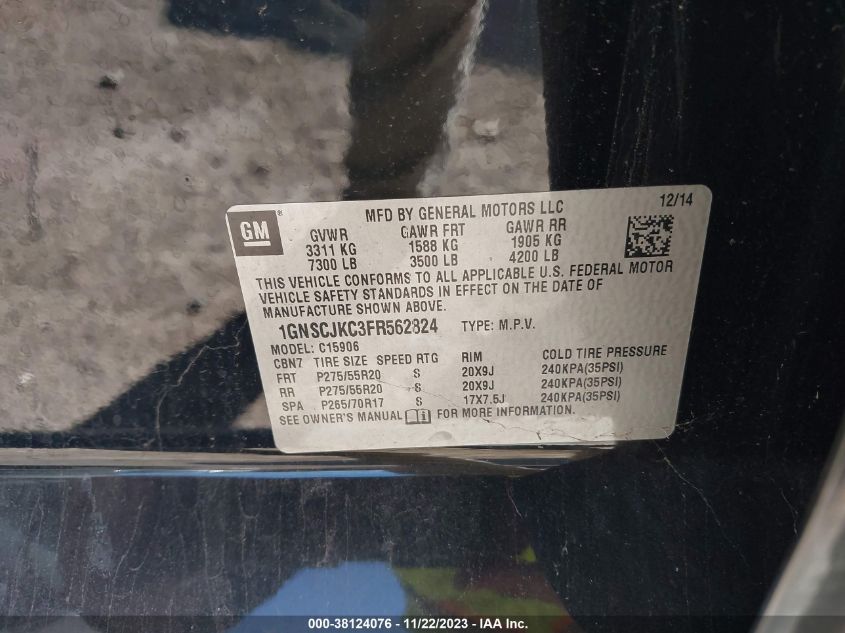 12/14
GM®
MFD BY GENERAL MOTORS LLC
GVWR GAWR FRT GAWR RR
3311 KG 1588 KG 1905 KG
7300 LB 3500 LB 4200 LB
THIS VEHICLE CONFORMS TO ALL APPLICABLE U.S. FEDERAL MOTOR
VEHICLE SAFETY STANDARDS IN EFFECT ON THE DATE OF
MANUFACTURE SHOWN ABOVE.
1GNSCJKC3FR562824 TYPE: M.P.V.
MODEL: C15906
CBN7 TIRE SIZE SPEED RTG RIM COLD TIRE PRESSURE
FRT P275/55R20 S 20X9J 240KPA(35PSI)
RR P275/55R20 S 20X9J 240KPA(35PSI)
SPA P265/70R17 S 17X7.5J 240KPA(35PSI)
SEE OWNER'S MANUAL FOR MORE INFORMATION.
000-38124076 - 11/22/2023 - IAA Inc.